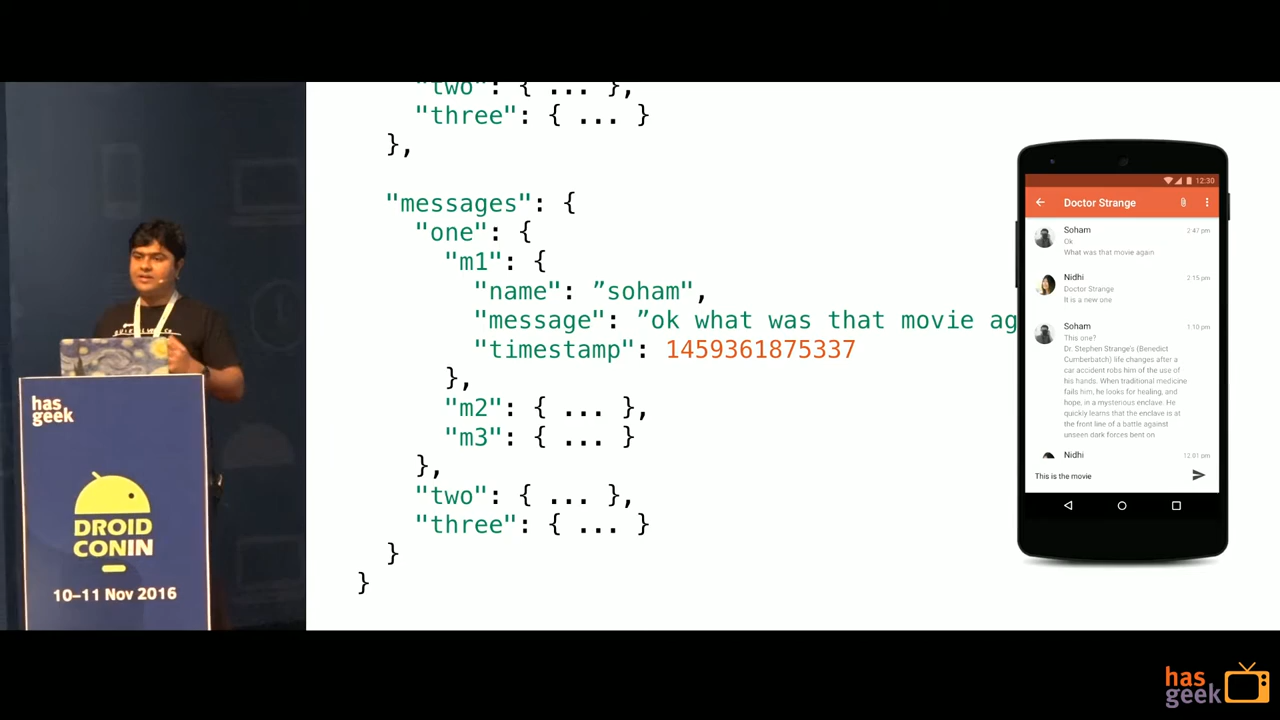 "two": { ... },
"three": { ... }
},
"messages": {
"one": {
"m1": {
"name": ”soham",
"message": ”ok what was that movie ag
"timestamp": 1459361875337
},
"m2": { ... },
"m3": { ... }
},
"two": { ... },
"three": { ... }
}
}
12:30
Doctor Strange
Soham 2:47 pm
Ok
What was that movie again
Nidhi 2:15 pm
Doctor Strange
It is a new one
Soham 1:10 pm
This one?
Dr. Stephen Strange's (Benedict
Cumberbatch) life changes after a
car accident robs him of the use of
his hands. When traditional medicine
fails him, he looks for healing, and
hope, in a mysterious enclave. He
quickly learns that the enclave is at
the front line of a battle against
unseen dark forces bent on
Nidhi 12:01 pm
This is the movie
has
geek
DROID
CONIN
10–11 Nov 2016
has
geek